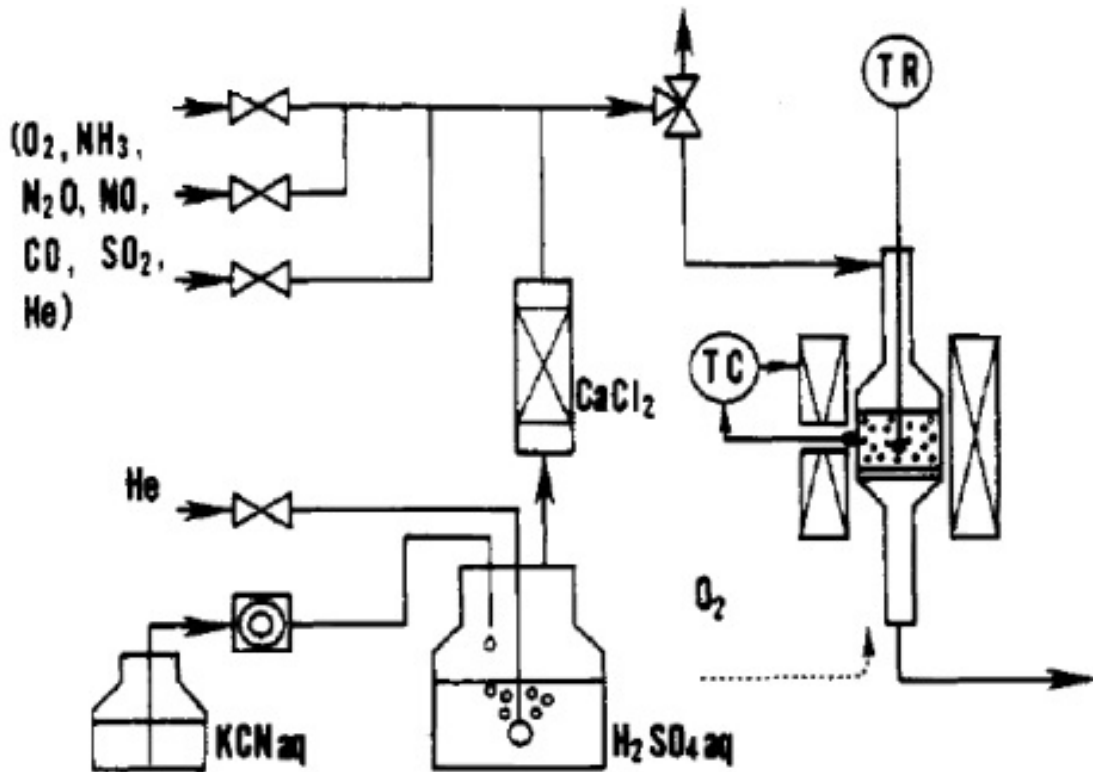 TR
(O₂, NH₃,
N₂O, NO,
CO, SO₂,
He)
TC
CaCl₂
He
O₂
KCNaq
H₂SO₄aq